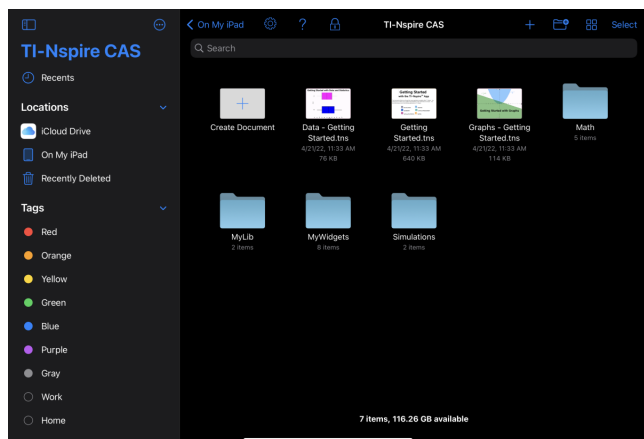 TI-Nspire CAS
Recents
Locations
iCloud Drive
On My iPad
Recently Deleted
Tags
Red
Orange
Yellow
Green
Blue
Purple
Gray
Work
Home
On My iPad
?
TI-Nspire CAS
Select
Search
Create Document
Data - Getting
Started.tns
4/21/22, 11:33 AM
76 KB
Getting Started
Getting
Started.tns
4/21/22, 11:33 AM
640 KB
Graphs - Getting
Started.tns
4/21/22, 11:33 AM
114 KB
Math
5 items
MyLib
2 items
MyWidgets
8 items
Simulations
2 items
7 items, 116.26 GB available